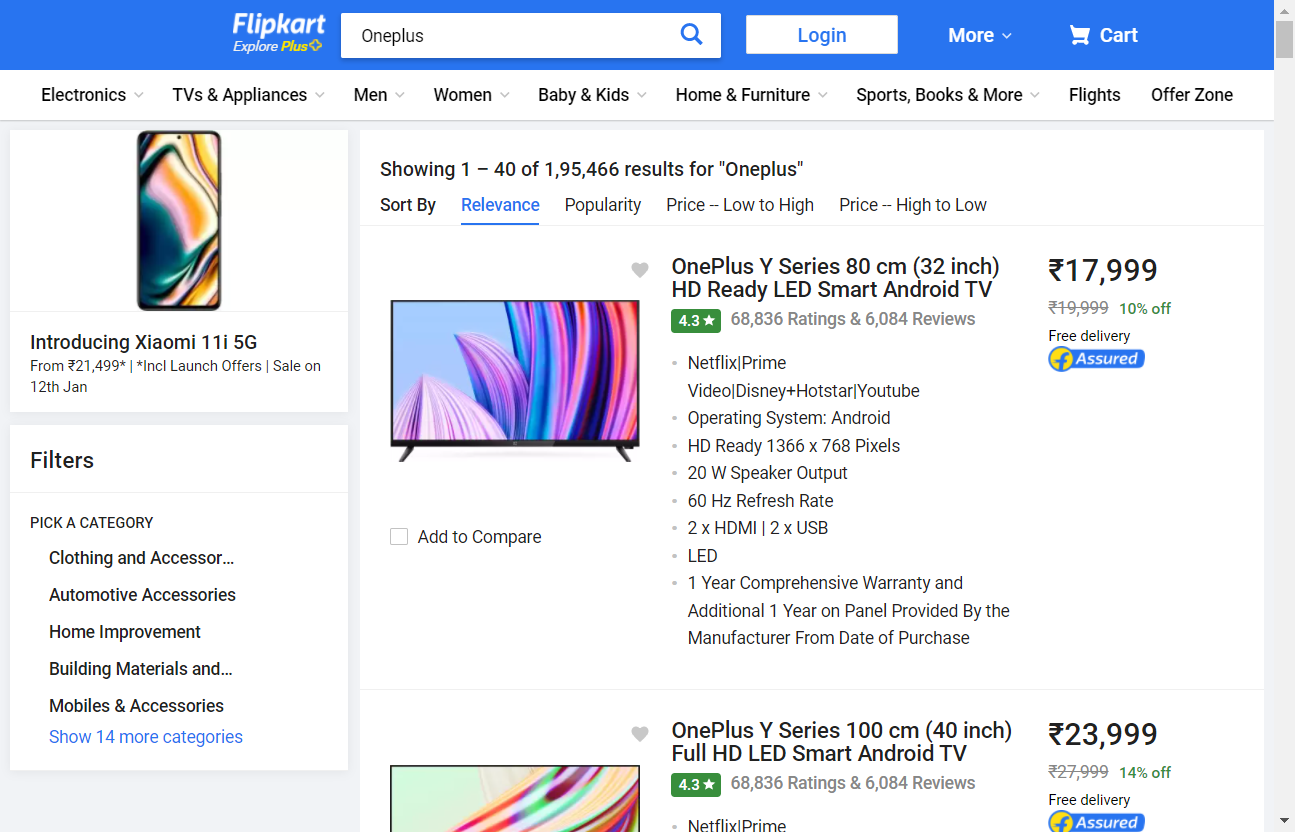 Flipkart
Explore Plus
Oneplus
Login
More
Cart
Electronics
TVs & Appliances
Men
Women
Baby & Kids
Home & Furniture
Sports, Books & More
Flights
Offer Zone
Introducing Xiaomi 11i 5G
From ₹21,499* | *Incl Launch Offers | Sale on
12th Jan
Filters
PICK A CATEGORY
Clothing and Accessor...
Automotive Accessories
Home Improvement
Building Materials and...
Mobiles & Accessories
Show 14 more categories
Showing 1 – 40 of 1,95,466 results for "Oneplus"
Sort By
Relevance
Popularity
Price -- Low to High
Price -- High to Low
OnePlus Y Series 80 cm (32 inch)
HD Ready LED Smart Android TV
4.3
68,836 Ratings & 6,084 Reviews
Netflix|Prime
Video|Disney+Hotstar|Youtube
Operating System: Android
HD Ready 1366 x 768 Pixels
20 W Speaker Output
60 Hz Refresh Rate
2 x HDMI | 2 x USB
LED
1 Year Comprehensive Warranty and
Additional 1 Year on Panel Provided By the
Manufacturer From Date of Purchase
₹17,999
₹19,999 10% off
Free delivery
Assured
Add to Compare
OnePlus Y Series 100 cm (40 inch)
Full HD LED Smart Android TV
4.3
68,836 Ratings & 6,084 Reviews
Netflix|Prime
₹23,999
₹27,999 14% off
Free delivery
Assured